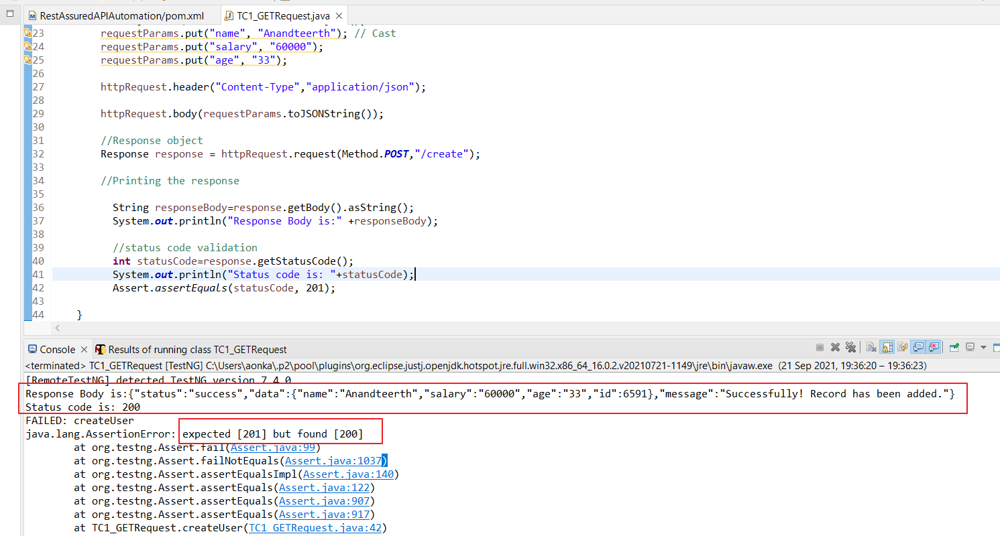 RestAssuredAPIAutomation/pom.xml TC1_GETRequest.java
23 requestParams.put("name", "Anandteerth"); // Cast
24 requestParams.put("salary", "60000");
25 requestParams.put("age", "33");
26
27 httpRequest.header("Content-Type","application/json");
28
29 httpRequest.body(requestParams.toJSONString());
30
31 //Response object
32 Response response = httpRequest.request(Method.POST,"/create");
33
34 //Printing the response
35
36 String responseBody=response.getBody().asString();
37 System.out.println("Response Body is:" +responseBody);
38
39 //status code validation
40 int statusCode=response.getStatusCode();
41 System.out.println("Status code is: "+statusCode);
42 Assert.assertEquals(statusCode, 201);
43
44 }
Console Results of running class TC1_GETRequest
<terminated> TC1_GETRequest [TestNG] C:\Users\aonka\.p2\pool\plugins\org.eclipse.justj.openjdk.hotspot.jre.full.win32.x86_64_16.0.2.v20210721-1149\jre\bin\javaw.exe (21 Sep 2021, 19:36:20 – 19:36:23)
[RemoteTestNG] detected TestNG version 7.4.0
Response Body is:{"status":"success","data":{"name":"Anandteerth","salary":"60000","age":"33","id":6591},"message":"Successfully! Record has been added."}
Status code is: 200
FAILED: createUser
java.lang.AssertionError: expected [201] but found [200]
at org.testng.Assert.fail(Assert.java:99)
at org.testng.Assert.failNotEquals(Assert.java:1037)
at org.testng.Assert.assertEqualsImpl(Assert.java:140)
at org.testng.Assert.assertEquals(Assert.java:122)
at org.testng.Assert.assertEquals(Assert.java:907)
at org.testng.Assert.assertEquals(Assert.java:917)
at TC1_GETRequest.createUser(TC1_GETRequest.java:42)